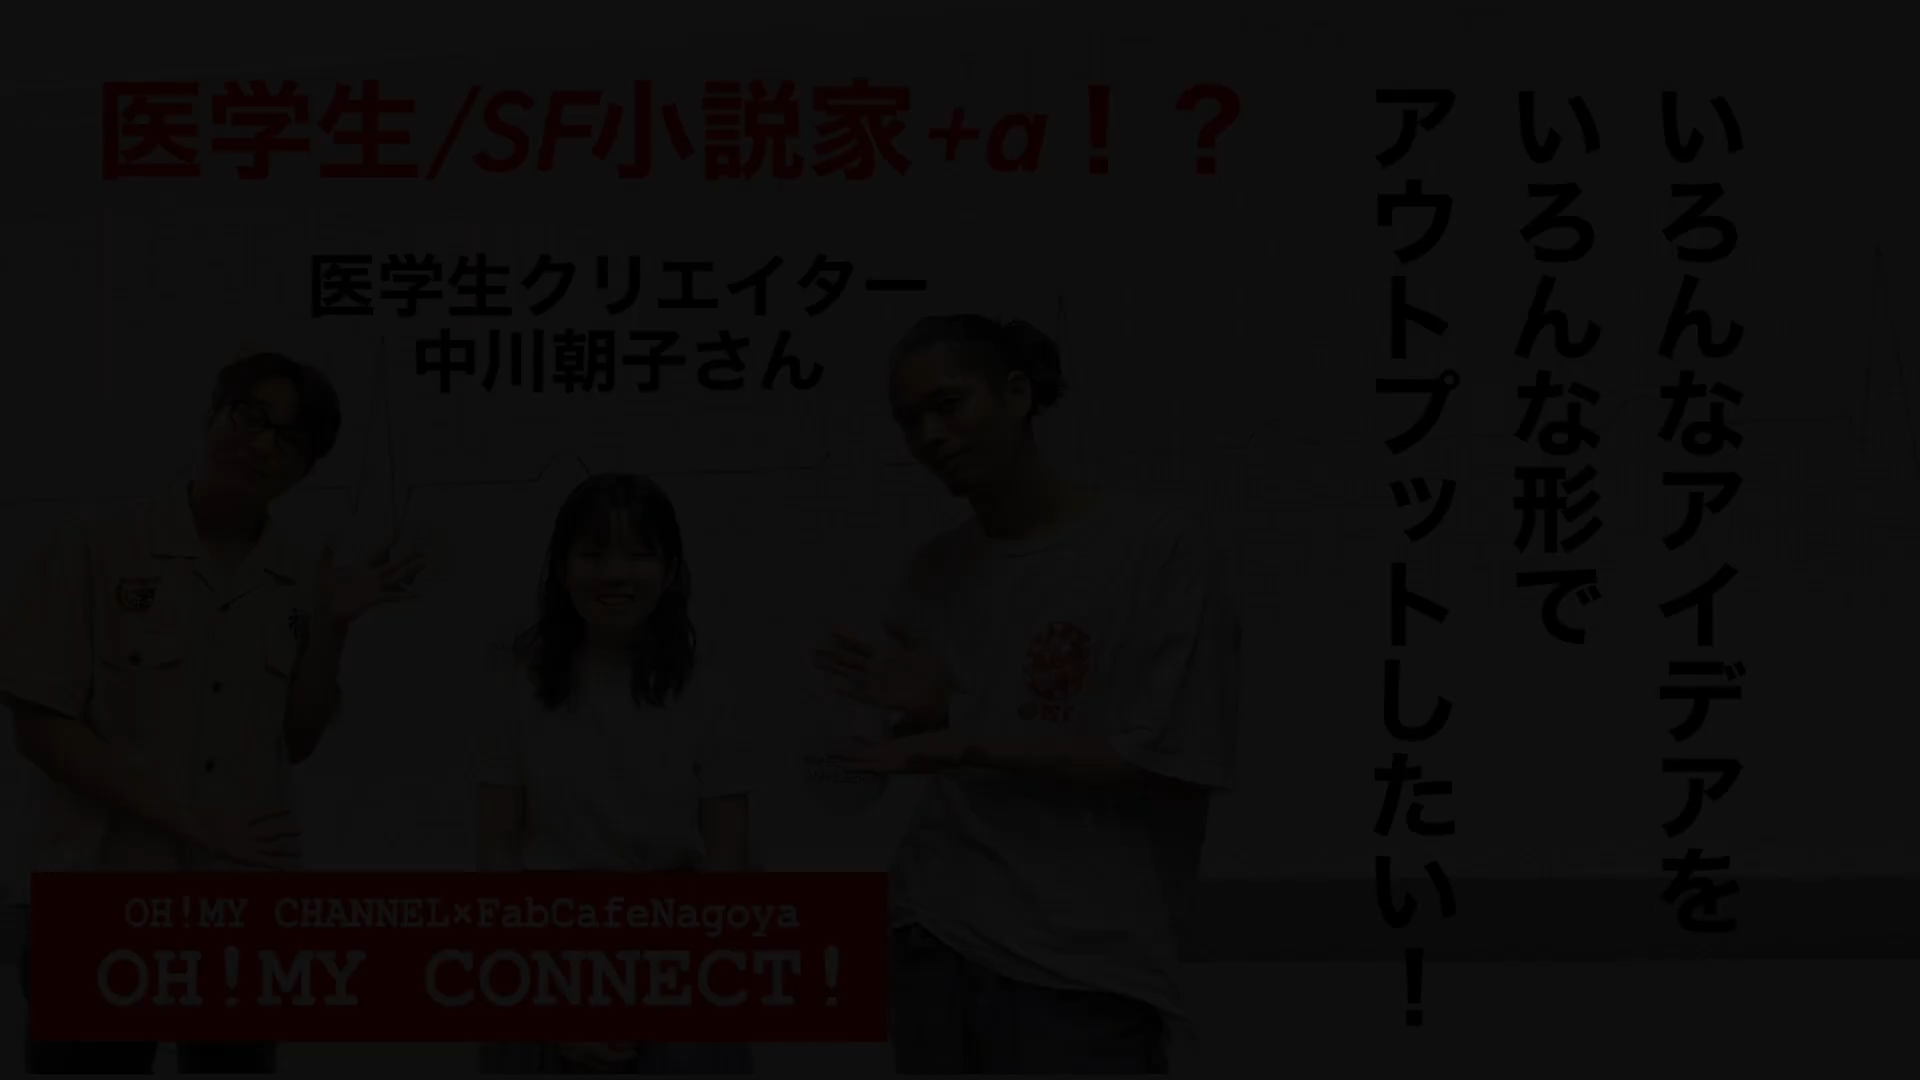 医学生/SF小説家+α！？
医学生クリエイター
中川朝子さん
いろんなアイデアを
いろんな形で
アウトプットしたい！
OH!MY CHANNEL×FabCafeNagoya
OH!MY CONNECT!